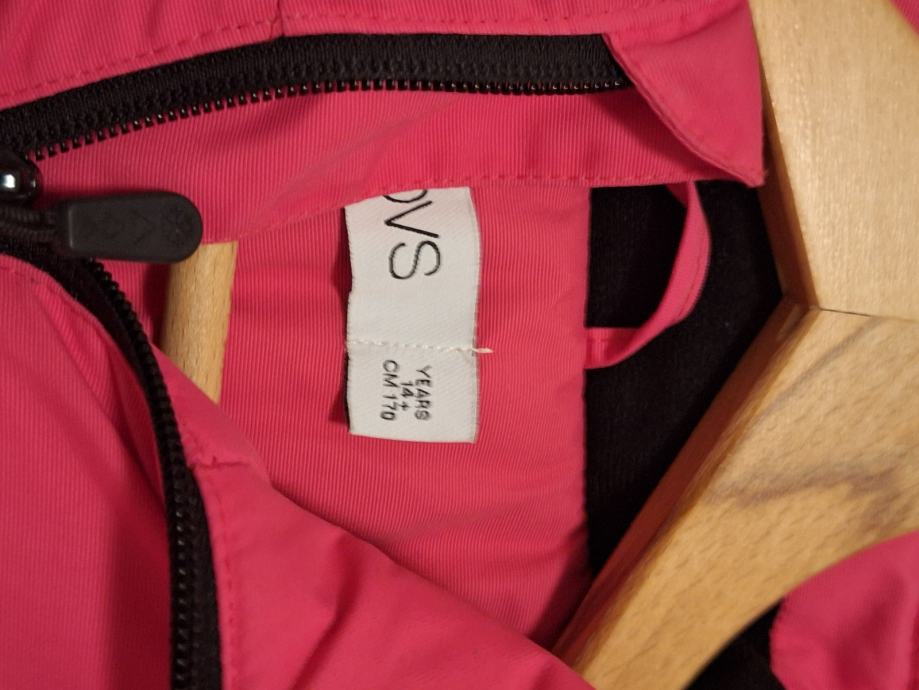 OVS
YEARS
14+
CM 170